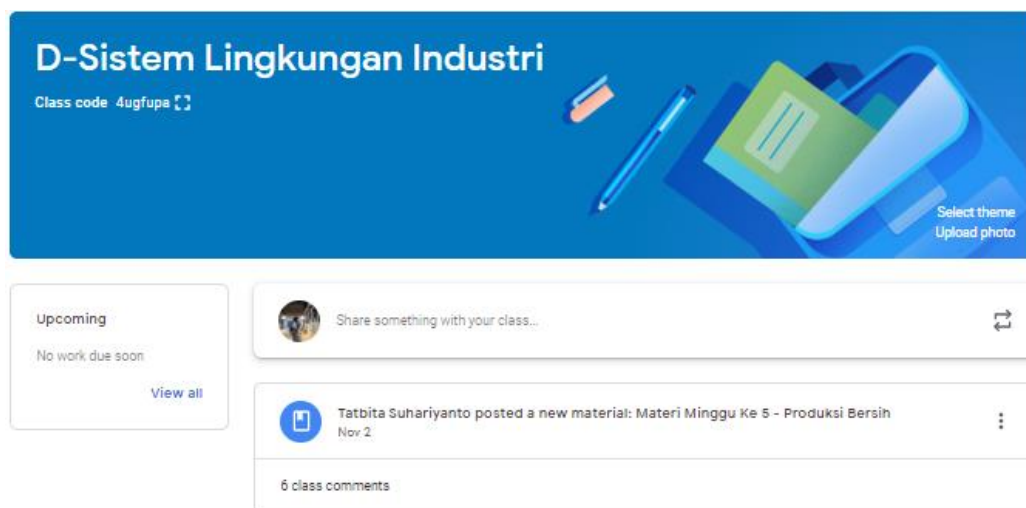 D-Sistem Lingkungan Industri
Class code 4ugfupa
Select theme
Upload photo
Upcoming
No work due soon
View all
Share something with your class...
Tatbita Suhariyanto posted a new material: Materi Minggu Ke 5 - Produksi Bersih
Nov 2
6 class comments